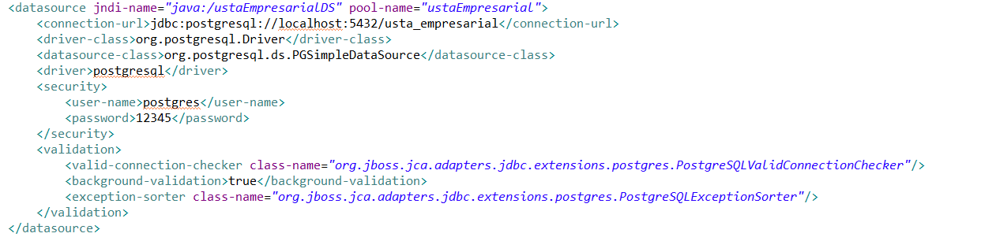 <datasource jndi-name="java:/ustaEmpresarialDS" pool-name="ustaEmpresarial">
    <connection-url>jdbc:postgresql://localhost:5432/usta_empresarial</connection-url>
    <driver-class>org.postgresql.Driver</driver-class>
    <datasource-class>org.postgresql.ds.PGSimpleDataSource</datasource-class>
    <driver>postgresql</driver>
    <security>
        <user-name>postgres</user-name>
        <password>12345</password>
    </security>
    <validation>
        <valid-connection-checker class-name="org.jboss.jca.adapters.jdbc.extensions.postgres.PostgreSQLValidConnectionChecker"/>
        <background-validation>true</background-validation>
        <exception-sorter class-name="org.jboss.jca.adapters.jdbc.extensions.postgres.PostgreSQLExceptionSorter"/>
    </validation>
</datasource>